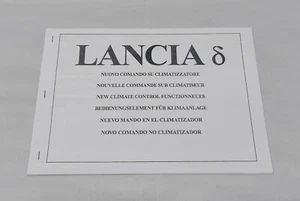 LANCIA δ
NUOVO COMANDO SU CLIMATIZZATORE
NOUVELLE COMMANDE SUR CLIMATISEUR
NEW CLIMATE CONTROL FUNCTIONNEUES
BEDIENUNGSELEMENT FÜR KLIMAANLAGE
NUEVO MANDO EN EL CLIMATIZADOR
NOVO COMANDO NO CLIMATIZADOR